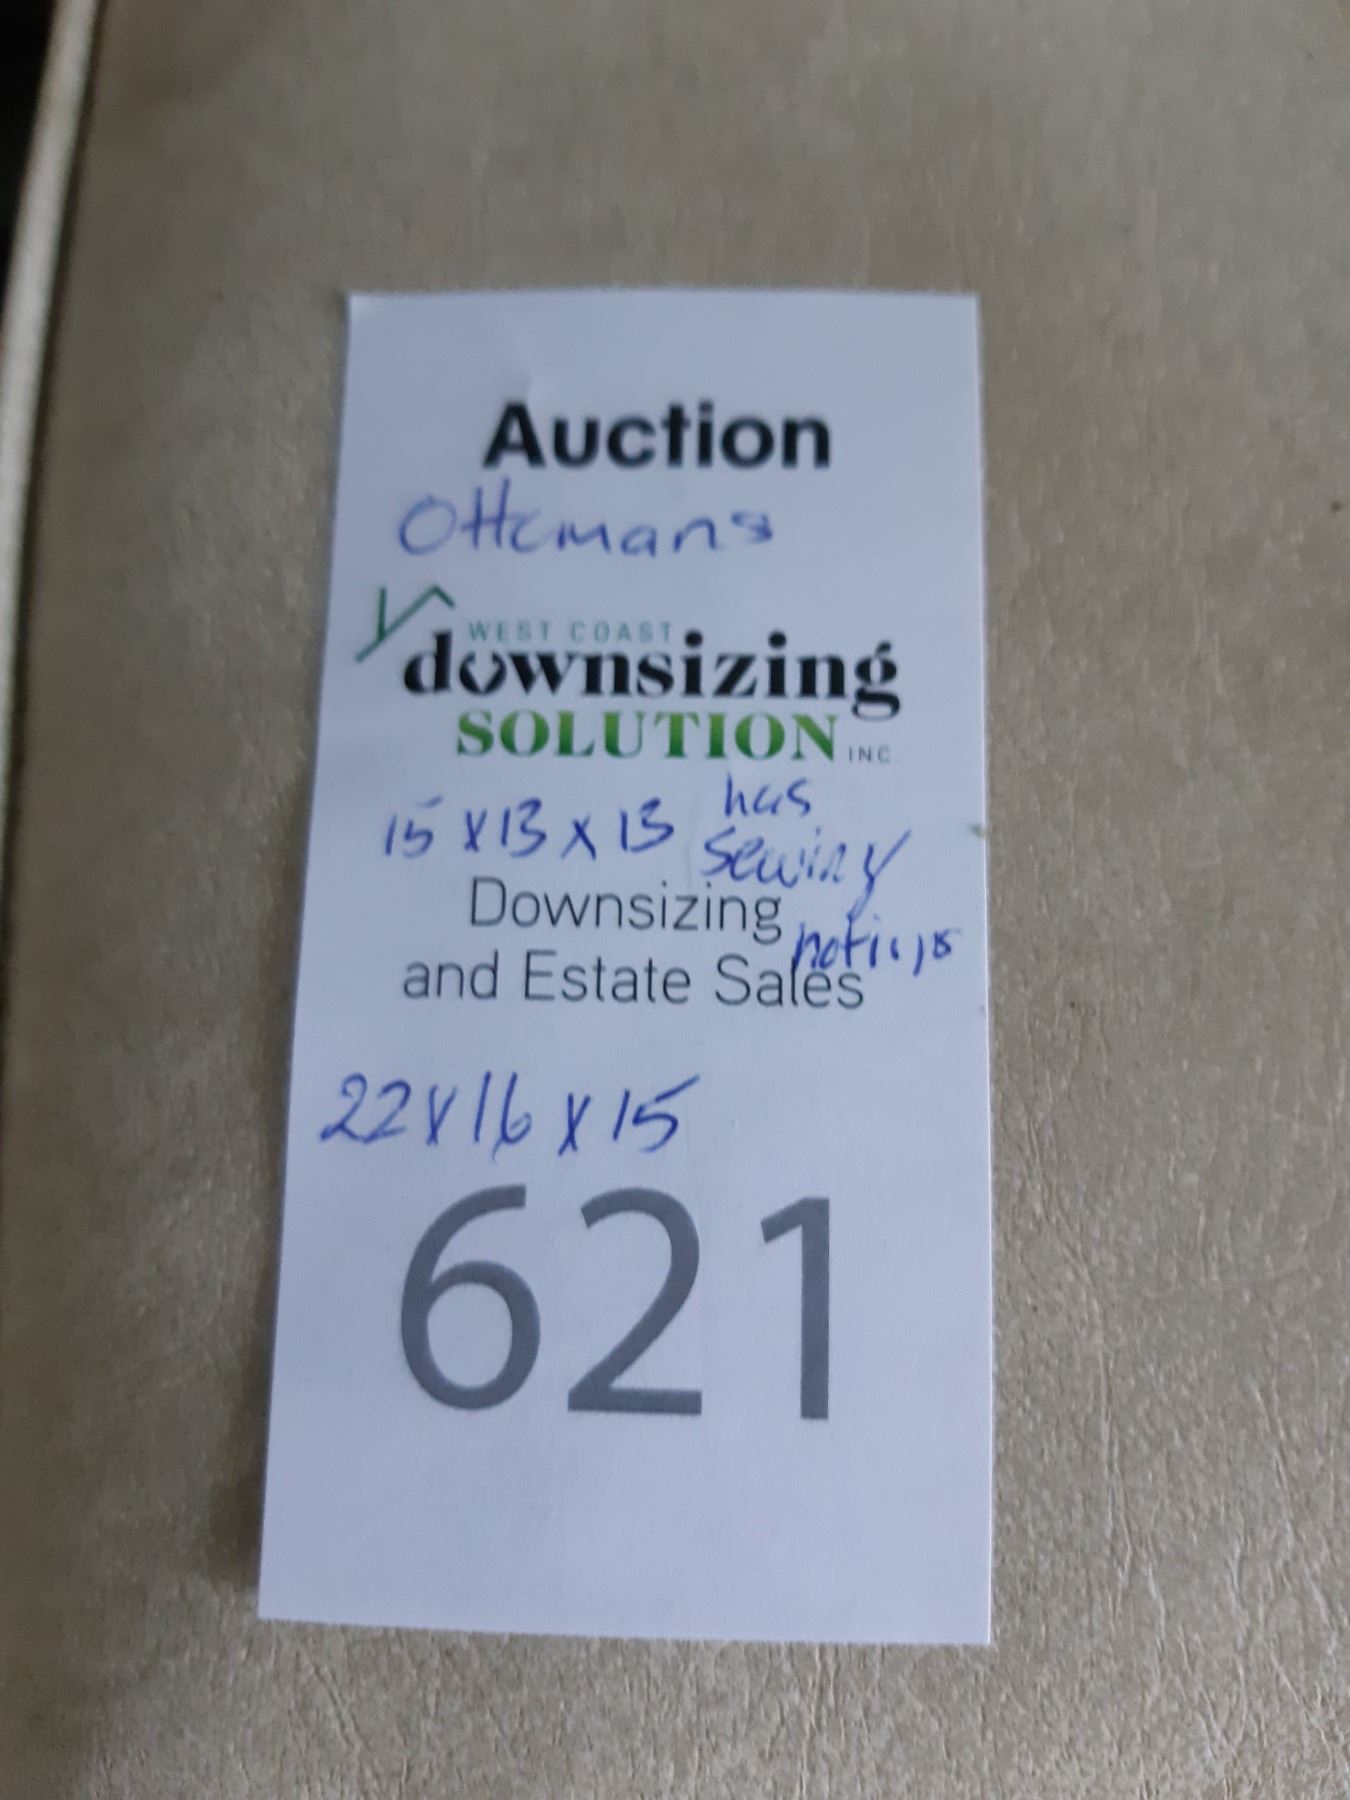 Auction
Ottomans
WEST COAST
downsizing
SOLUTION INC.
15 x 13 x 13 has
sewing
Downsizing
notions
and Estate Sales
22 x 16 x 15
621